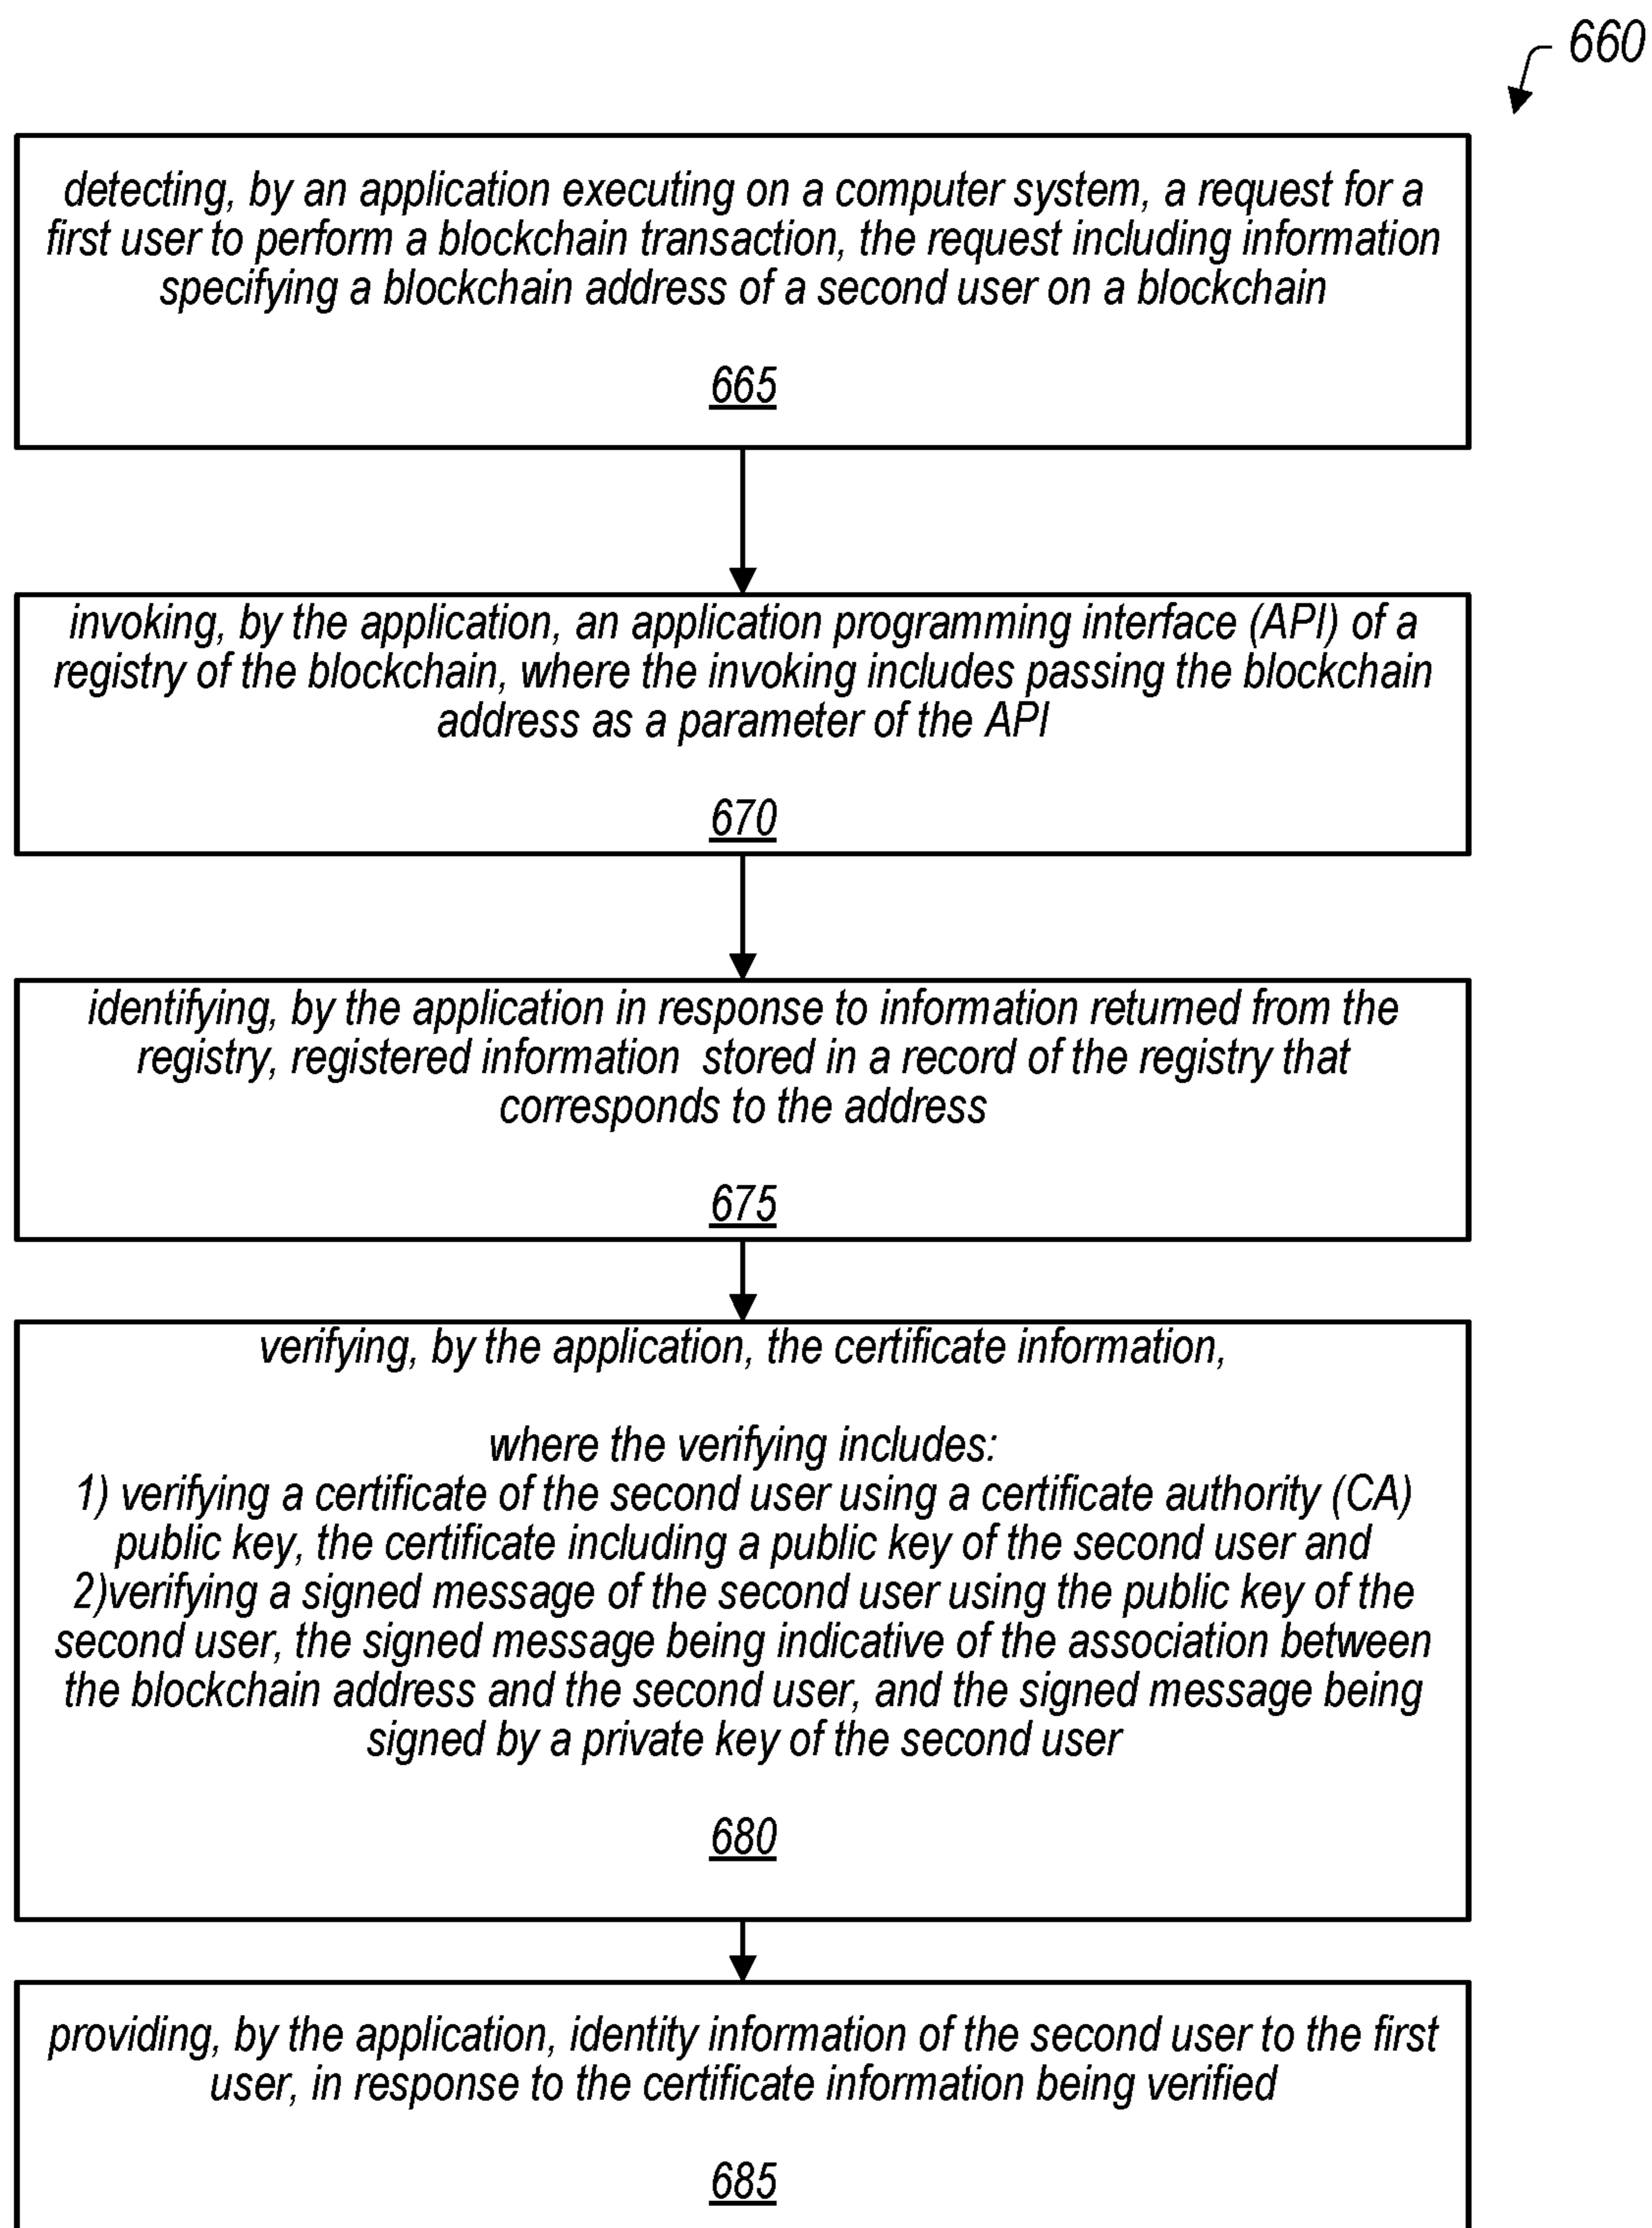 660
detecting, by an application executing on a computer system, a request for a
first user to perform a blockchain transaction, the request including information
specifying a blockchain address of a second user on a blockchain
665
invoking, by the application, an application programming interface (API) of a
registry of the blockchain, where the invoking includes passing the blockchain
address as a parameter of the API
670
identifying, by the application in response to information returned from the
registry, registered information stored in a record of the registry that
corresponds to the address
675
verifying, by the application, the certificate information,
where the verifying includes:
1) verifying a certificate of the second user using a certificate authority (CA)
public key, the certificate including a public key of the second user and
2)verifying a signed message of the second user using the public key of the
second user, the signed message being indicative of the association between
the blockchain address and the second user, and the signed message being
signed by a private key of the second user
680
providing, by the application, identity information of the second user to the first
user, in response to the certificate information being verified
685